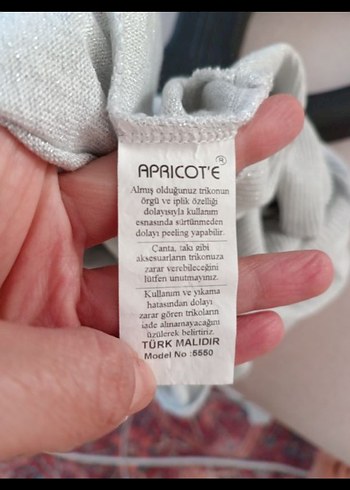 APRICOT'E
Almış olduğunuz trikonun
örgü ve iplik özelliği
dolayısıyla kullanım
esnasında sürtünmeden
dolayı peeling yapabilir.
Çanta, takı gibi
aksesuarların trikonuza
zarar verebileceğini
lütfen unutmayınız.
Kullanım ve yıkama
hatasından dolayı
zarar gören trikoların
iade alınamayacağını
üzülerek belirtiriz.
TÜRK MALIDIR
Model No :5550